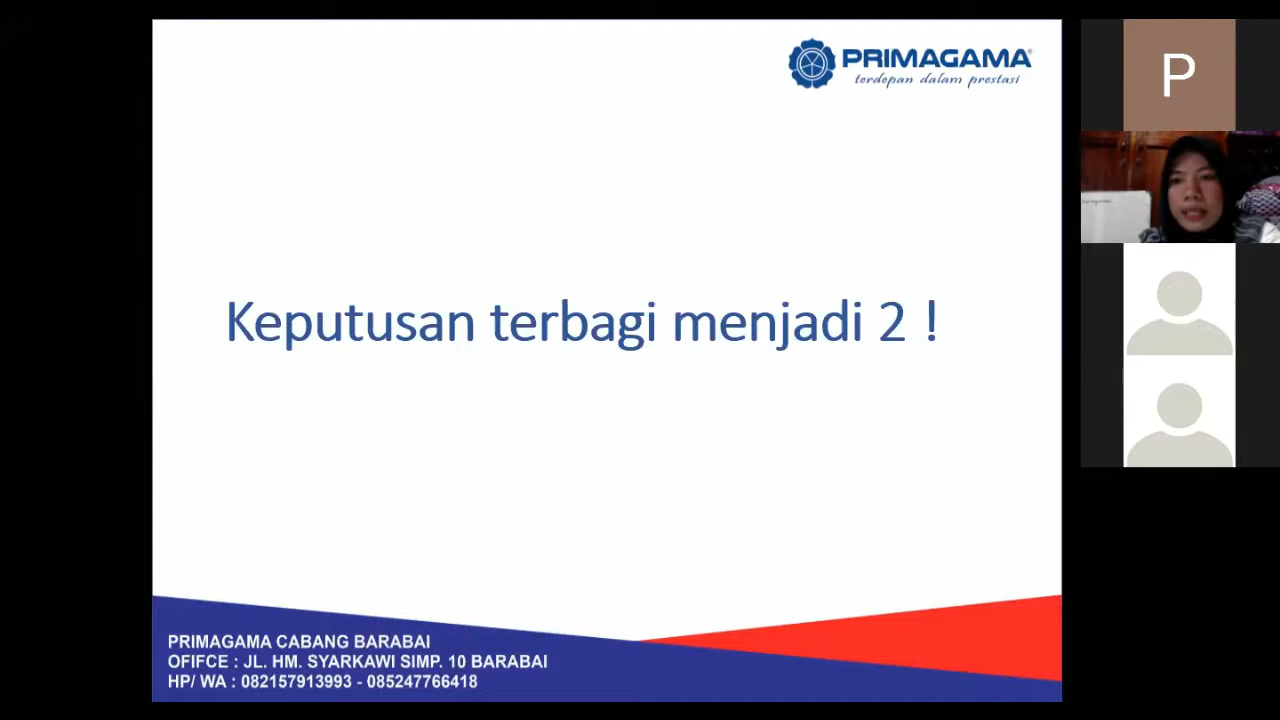 PRIMAGAMA
terdepan dalam prestasi
P
Keputusan terbagi menjadi 2 !
PRIMAGAMA CABANG BARABAI
OFIFCE : JL. HM. SYARKAWI SIMP. 10 BARABAI
HP/ WA : 082157913993 - 085247766418